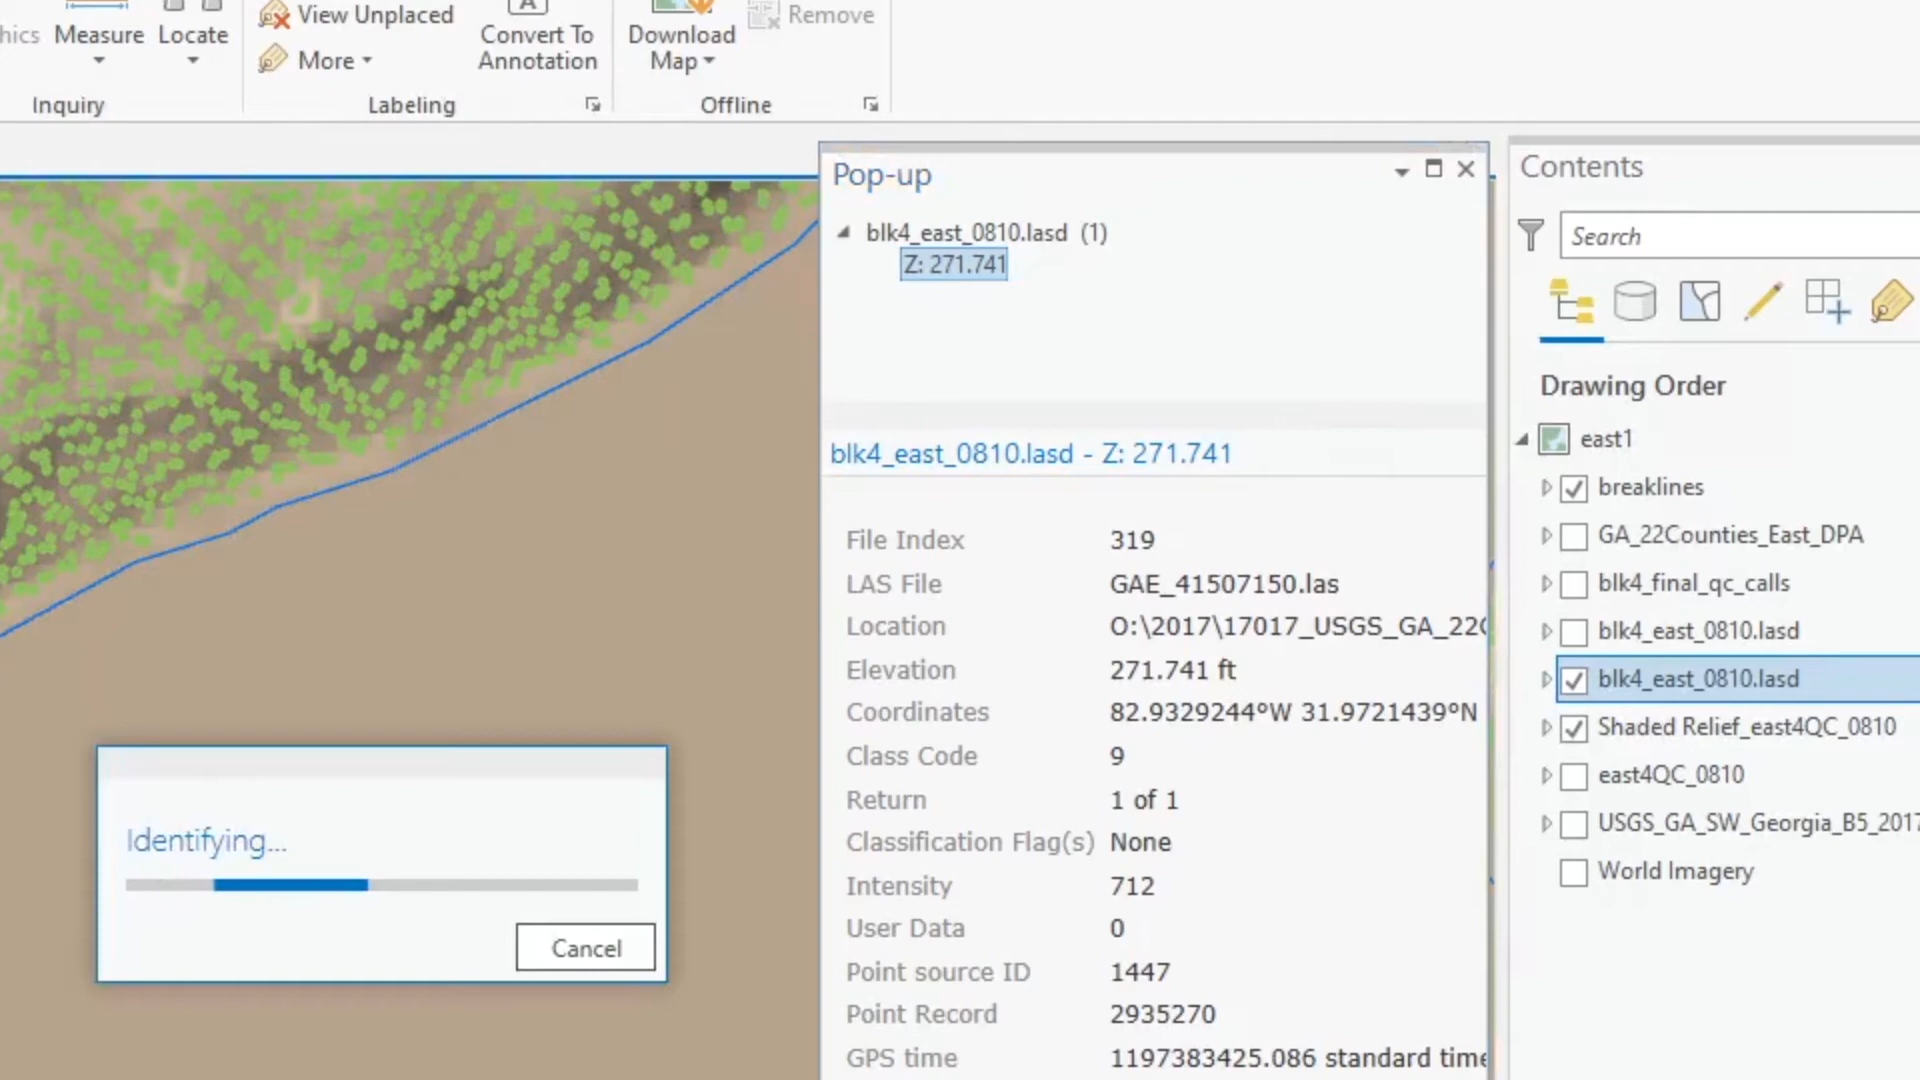 hics Measure Locate
View Unplaced
More
Convert To
Annotation
Download
Map
Remove
Inquiry
Labeling
Offline
Pop-up
blk4_east_0810.lasd (1)
Z: 271.741
blk4_east_0810.lasd - Z: 271.741
File Index 319
LAS File GAE_41507150.las
Location O:\2017\17017_USGS_GA_22C
Elevation 271.741 ft
Coordinates 82.9329244°W 31.9721439°N
Class Code 9
Return 1 of 1
Classification Flag(s) None
Intensity 712
User Data 0
Point source ID 1447
Point Record 2935270
GPS time 1197383425.086 standard time
Identifying...
Cancel
Contents
Search
Drawing Order
east1
breaklines
GA_22Counties_East_DPA
blk4_final_qc_calls
blk4_east_0810.lasd
blk4_east_0810.lasd
Shaded Relief_east4QC_0810
east4QC_0810
USGS_GA_SW_Georgia_B5_2017
World Imagery